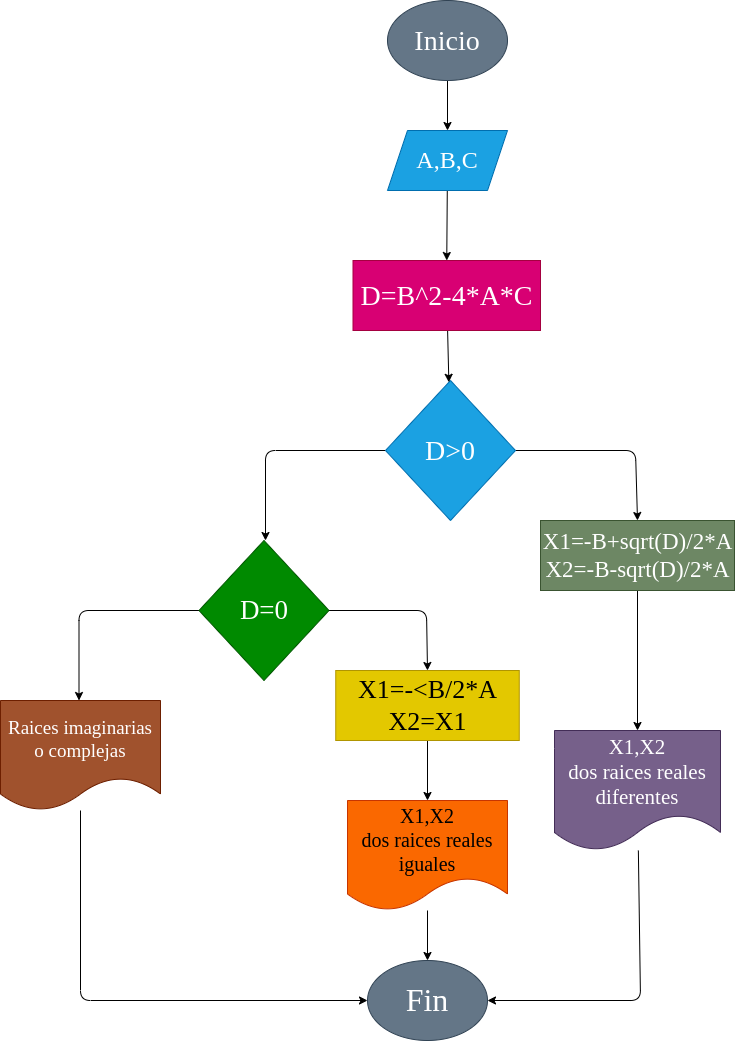 Inicio
A,B,C
D=B^2-4*A*C
D>0
X1=-B+sqrt(D)/2*A
X2=-B-sqrt(D)/2*A
D=0
X1=-<B/2*A
X2=X1
Raices imaginarias
o complejas
X1,X2
dos raices reales
diferentes
X1,X2
dos raices reales
iguales
Fin